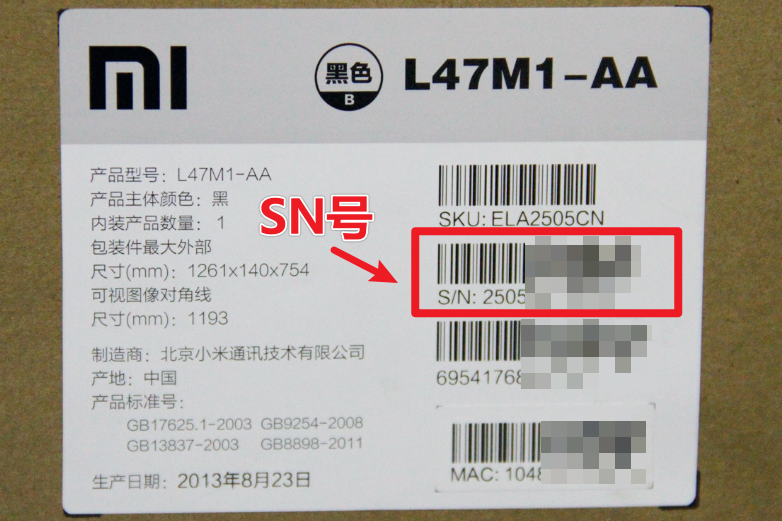 mi
黑色
B
L47M1-AA
产品型号: L47M1-AA
产品主体颜色: 黑
内装产品数量: 1
包装件最大外部
尺寸(mm): 1261x140x754
可视图像对角线
尺寸(mm): 1193
制造商: 北京小米通讯技术有限公司
产地: 中国
产品标准号:
GB17625.1-2003 GB9254-2008
GB13837-2003 GB8898-2011
生产日期: 2013年8月23日
SN号
SKU: ELA2505CN
S/N: 2505
69541768
MAC: 1048